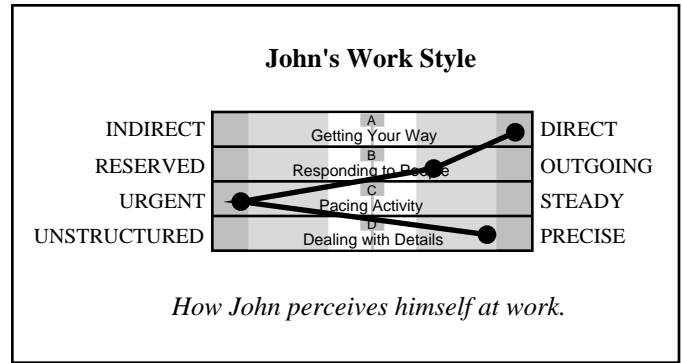 John's Work Style
INDIRECT A Getting Your Way DIRECT
RESERVED B Responding to People OUTGOING
URGENT C Pacing Activity STEADY
UNSTRUCTURED D Dealing with Details PRECISE
How John perceives himself at work.